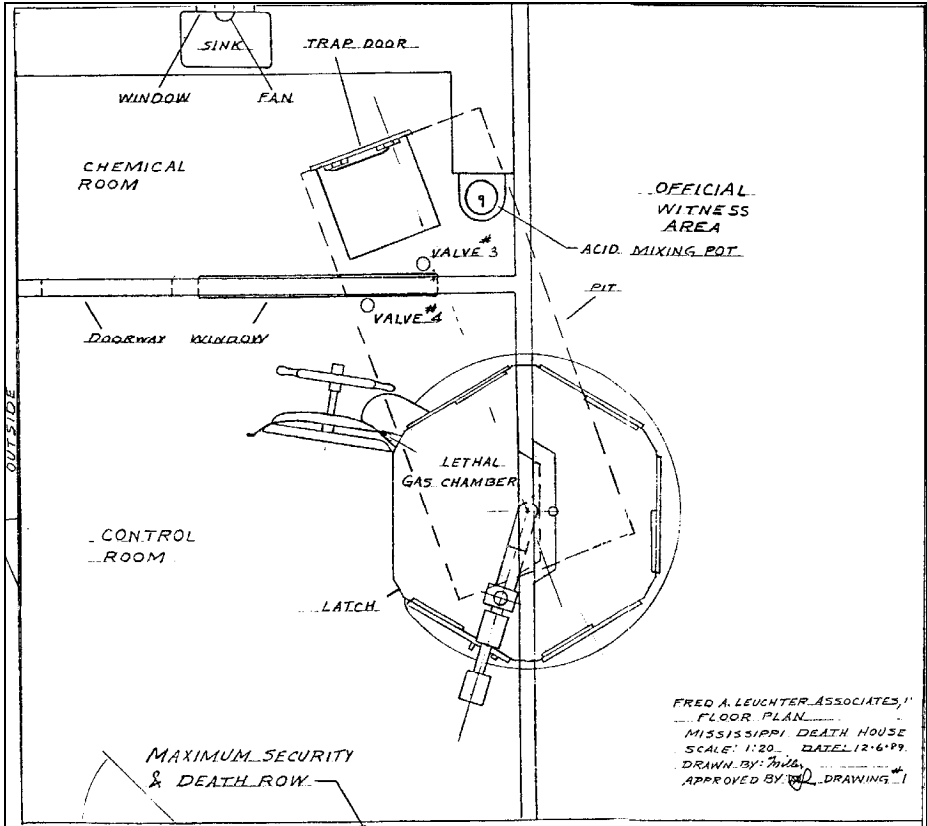 SINK
TRAP DOOR
WINDOW
FAN
CHEMICAL
ROOM
9
OFFICIAL
WITNESS
AREA
ACID MIXING POT
VALVE #3
PIT
VALVE #4
DOORWAY
WINDOW
OUTSIDE
LETHAL
GAS CHAMBER
CONTROL
ROOM
LATCH
MAXIMUM SECURITY
& DEATH ROW
FRED A. LEUCHTER ASSOCIATES,
FLOOR PLAN
MISSISSIPPI DEATH HOUSE
SCALE: 1:20 DATE: 12-6-89
DRAWN BY: Miller
APPROVED BY: DRAWING #1